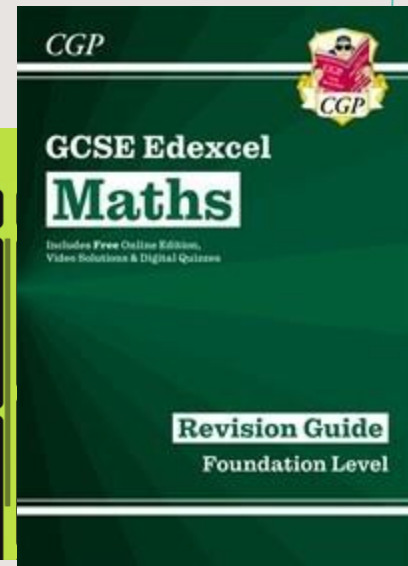 CGP
CGP
GCSE Edexcel
Maths
Includes Free Online Edition,
Video Solutions & Digital Quizzes
Revision Guide
Foundation Level